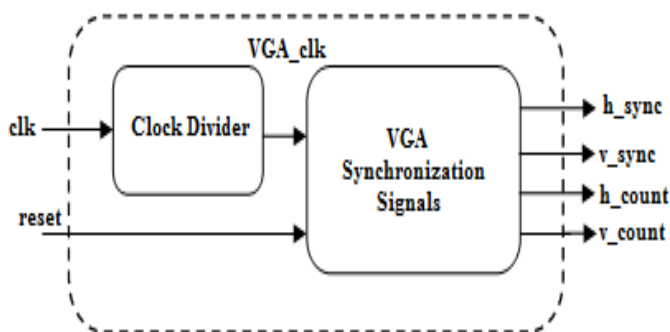 VGA_clk
clk
Clock Divider
reset
VGA
Synchronization
Signals
h_sync
v_sync
h_count
v_count